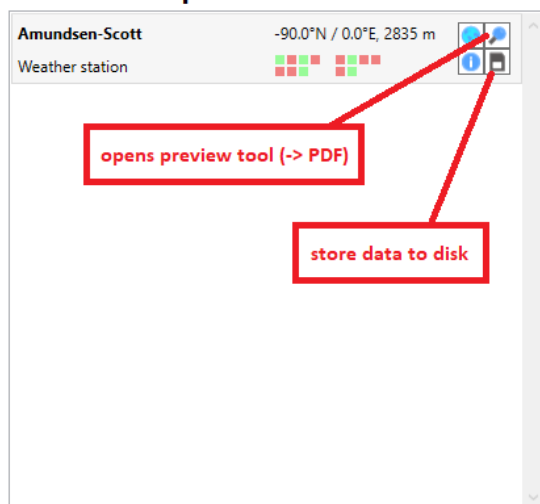 Amundsen-Scott -90.0°N / 0.0°E, 2835 m
Weather station
opens preview tool (-> PDF)
store data to disk